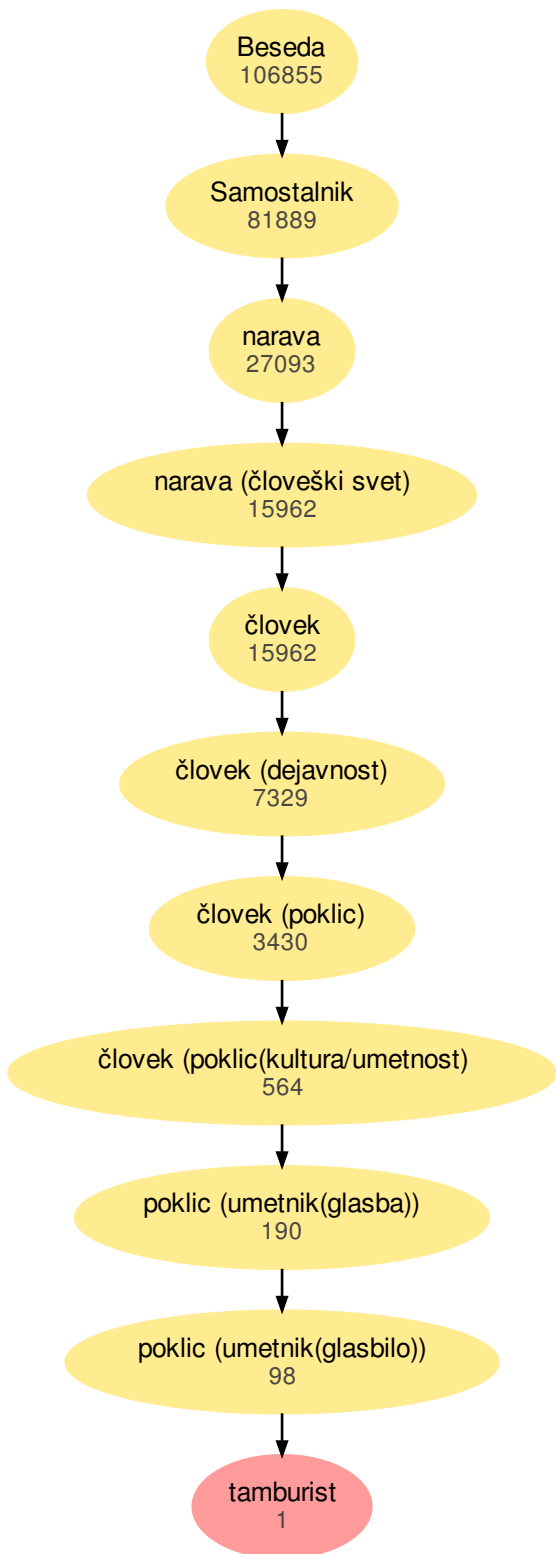 Beseda
106855
Samostalnik
81889
narava
27093
narava (človeški svet)
15962
človek
15962
človek (dejavnost)
7329
človek (poklic)
3430
človek (poklic(kultura/umetnost)
564
poklic (umetnik(glasba))
190
poklic (umetnik(glasbilo))
98
tamburist
1